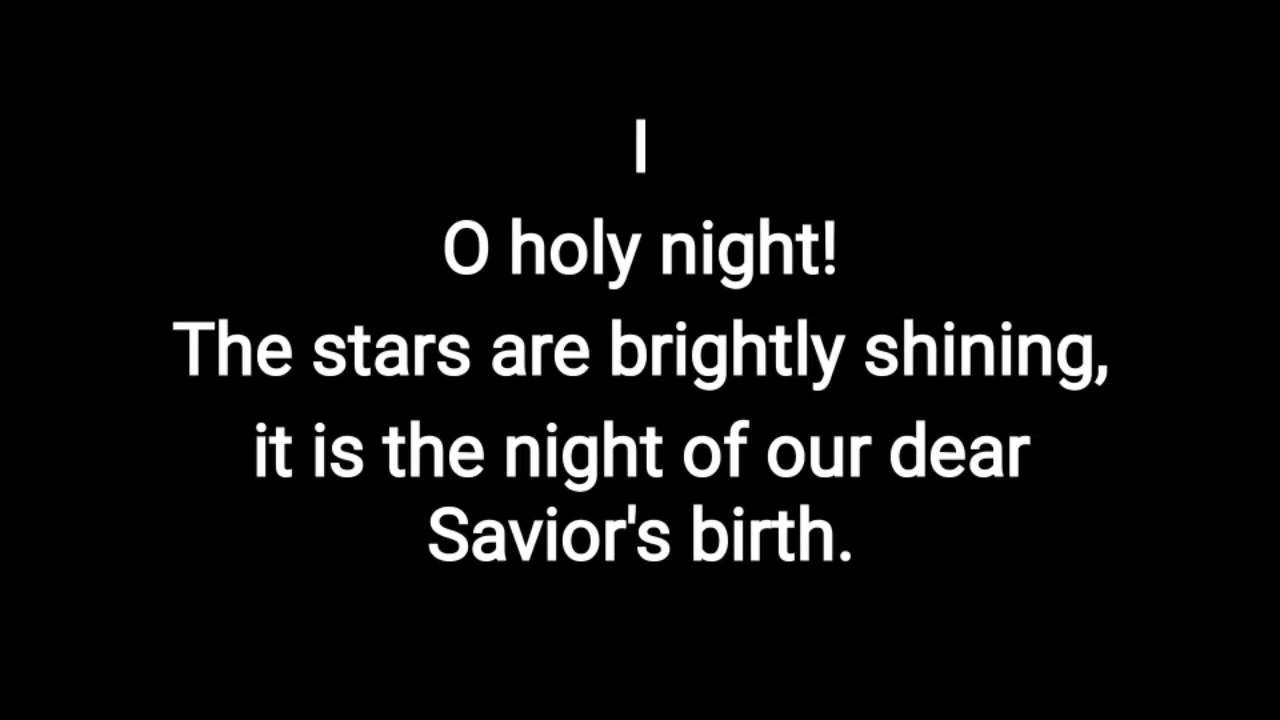 I
O holy night!
The stars are brightly shining,
it is the night of our dear
Savior's birth.